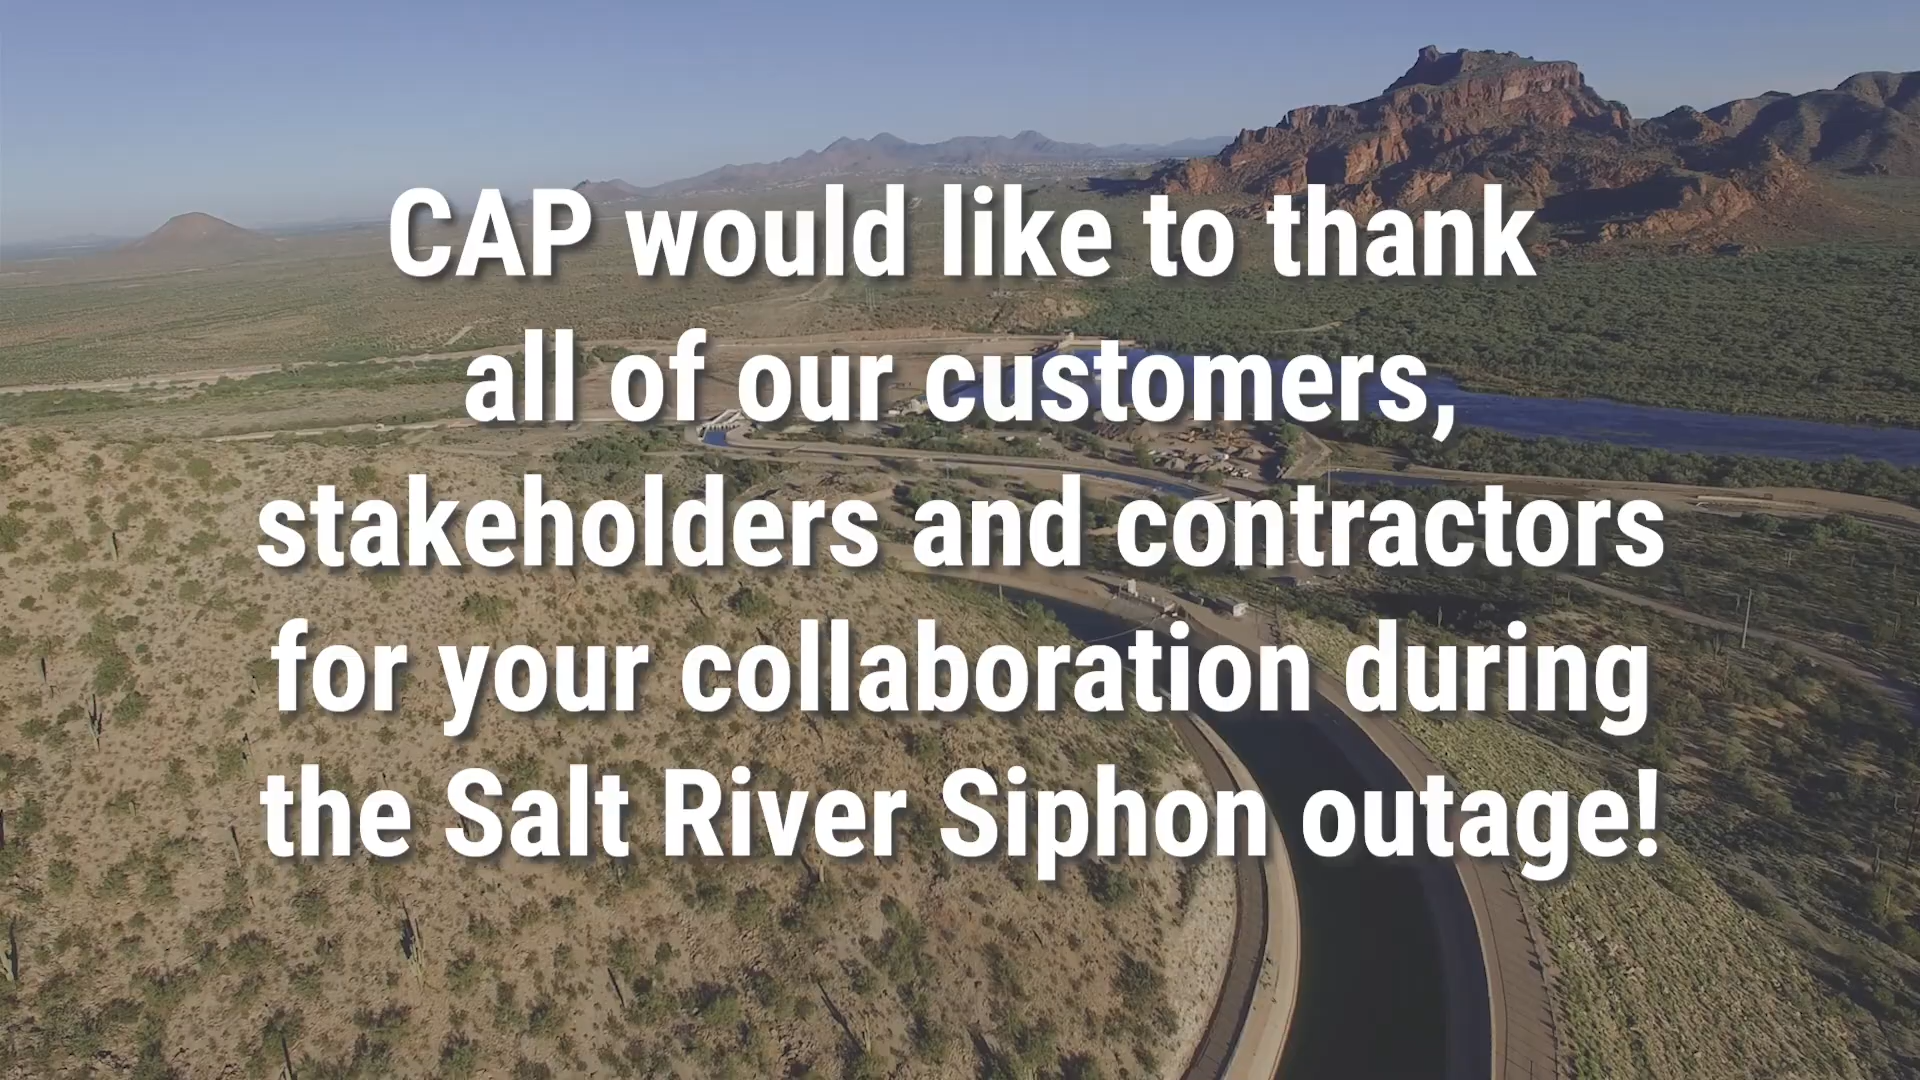 CAP would like to thank
all of our customers,
stakeholders and contractors
for your collaboration during
the Salt River Siphon outage!